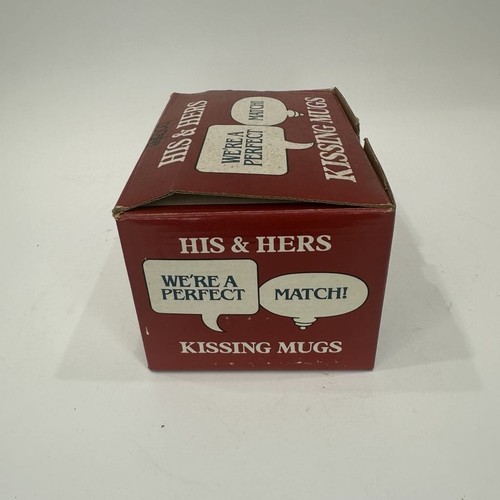 HIS & HERS
WE'RE A
PERFECT
MATCH!
KISSING MUGS
HIS & HERS
WE'RE A
PERFECT
MATCH!
KISSING MUGS